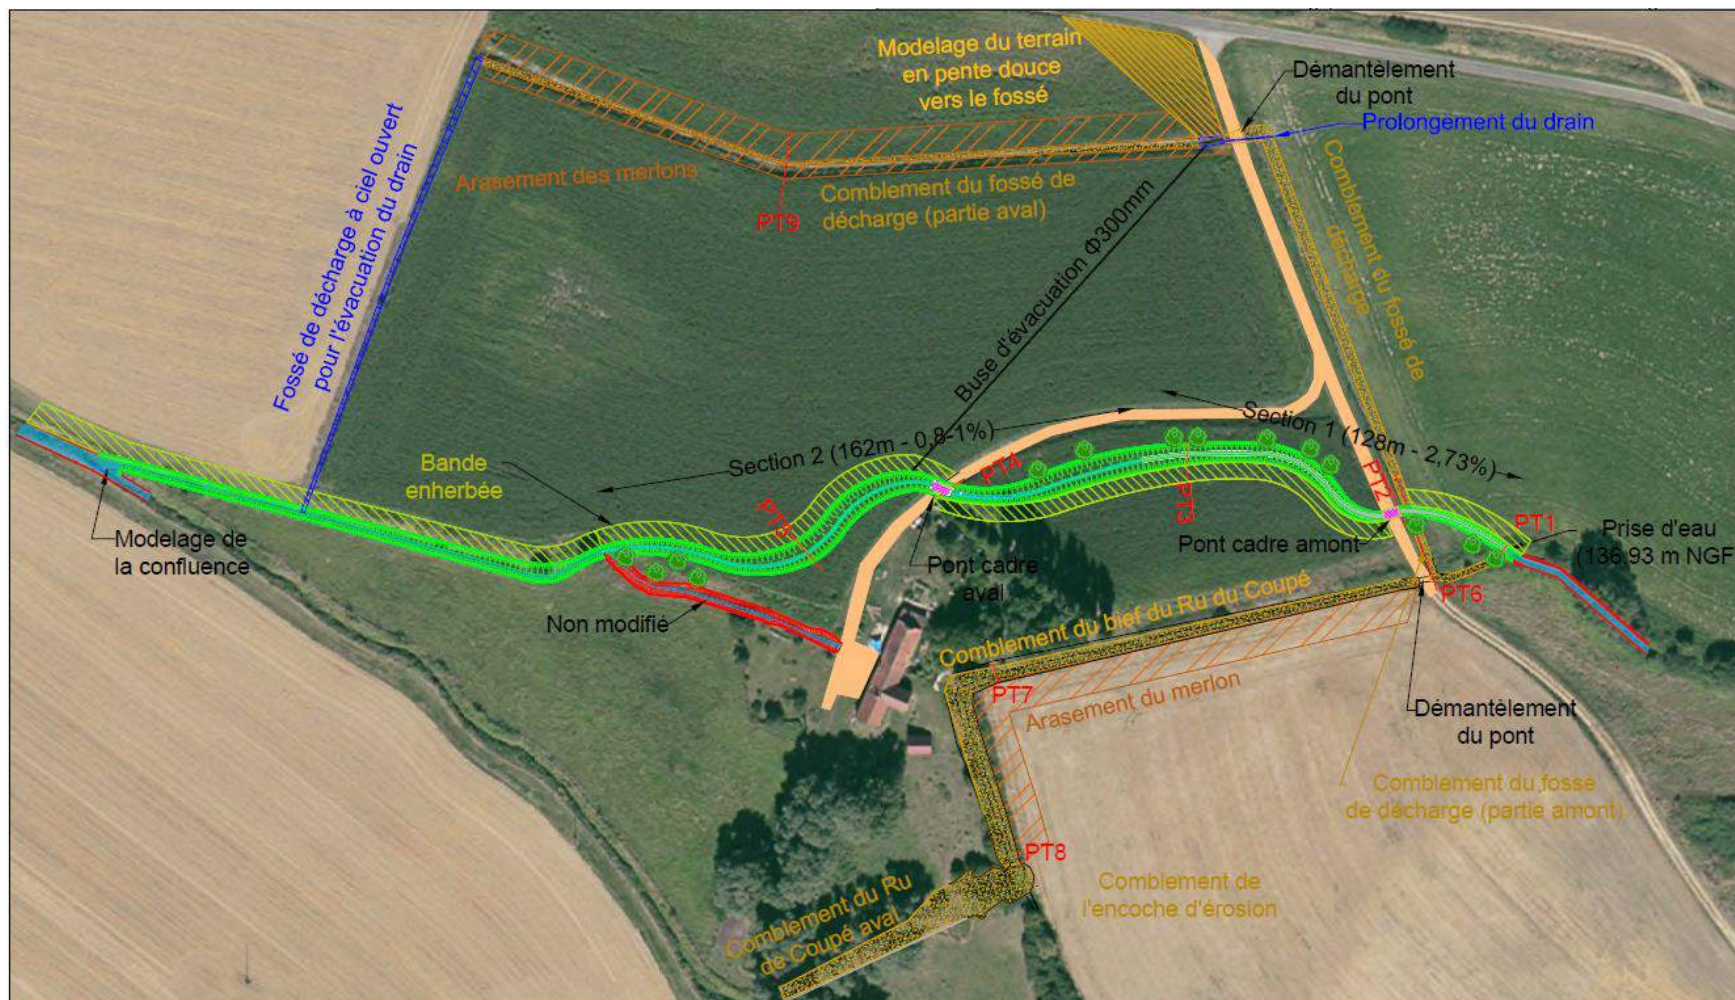 Modelage du terrain
en pente douce
vers le fossé
Démantèlement
du pont
Prolongement du drain
Arasement des merlons
PT9
Comblement du fossé de
décharge (partie aval)
Comblement du fossé de
décharge
Fossé de décharge à ciel ouvert
pour l'évacuation du drain
Buse d'évacuation Φ300mm
Section 1 (128m - 2,73%)
Section 2 (162m - 0,8-1%)
Bande
enherbée
PT4
PT5
PT3
PT2
PT1
Prise d'eau
(136,93 m NGF
Pont cadre amont
Pont cadre
aval
Modelage de
la confluence
Non modifié
PT6
Comblement du bief du Ru du Coupé
PT7
Arasement du merlon
Démantèlement
du pont
Comblement du fossé
de décharge (partie amont)
PT8
Comblement de
l'encoche d'érosion
Comblement du Ru
de Coupé aval